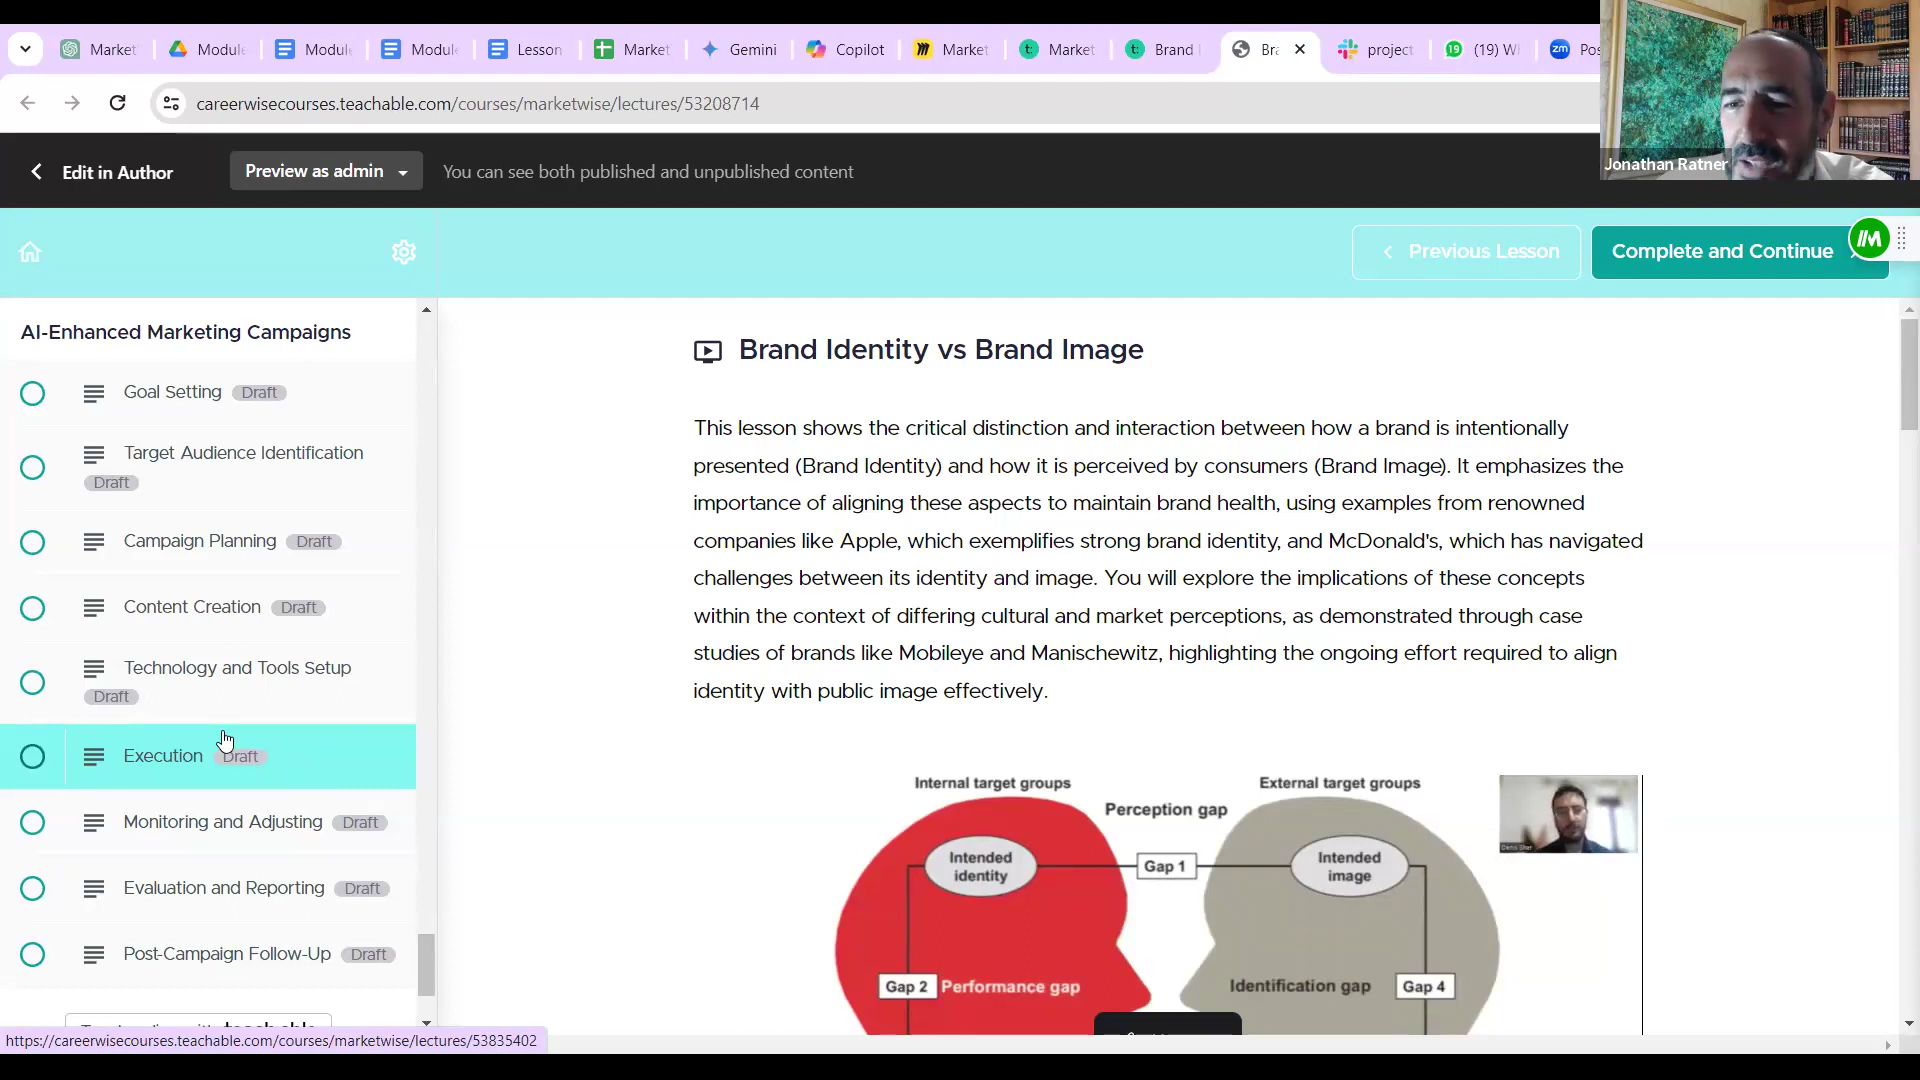 Market
Module
Module
Module
Lesson
Market
Gemini
Copilot
Market
Market
Brand
Bra
project
(19) W
Pos
careerwisecourses.teachable.com/courses/marketwise/lectures/53208714
Jonathan Ratner
Edit in Author
Preview as admin
You can see both published and unpublished content
Previous Lesson
Complete and Continue
AI-Enhanced Marketing Campaigns
Goal Setting Draft
Target Audience Identification
Draft
Campaign Planning Draft
Content Creation Draft
Technology and Tools Setup
Draft
Execution Draft
Monitoring and Adjusting Draft
Evaluation and Reporting Draft
Post-Campaign Follow-Up Draft
https://careerwisecourses.teachable.com/courses/marketwise/lectures/53835402
Brand Identity vs Brand Image
This lesson shows the critical distinction and interaction between how a brand is intentionally
presented (Brand Identity) and how it is perceived by consumers (Brand Image). It emphasizes the
importance of aligning these aspects to maintain brand health, using examples from renowned
companies like Apple, which exemplifies strong brand identity, and McDonald's, which has navigated
challenges between its identity and image. You will explore the implications of these concepts
within the context of differing cultural and market perceptions, as demonstrated through case
studies of brands like Mobileye and Manischewitz, highlighting the ongoing effort required to align
identity with public image effectively.
Internal target groups
External target groups
Perception gap
Intended
identity
Gap 1
Intended
image
Gap 2
Performance gap
Identification gap
Gap 4